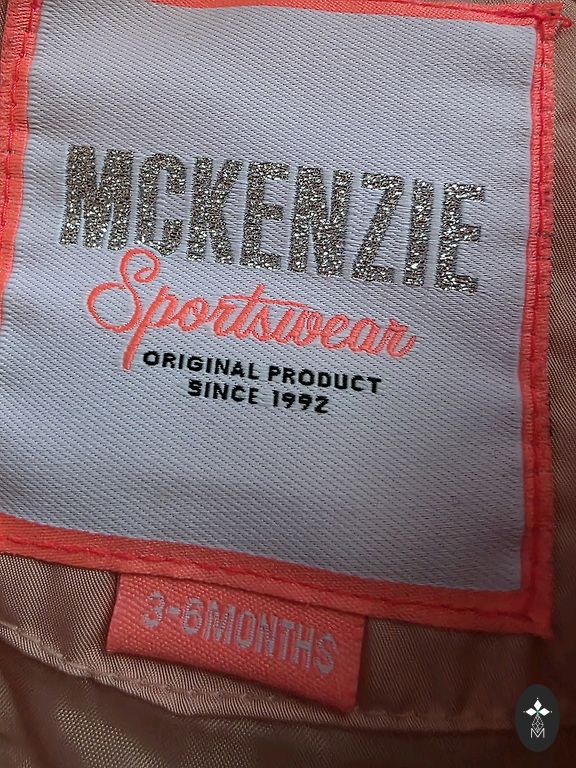 MCKENZIE
Sportswear
ORIGINAL PRODUCT
SINCE 1992
3-6MONTHS
M